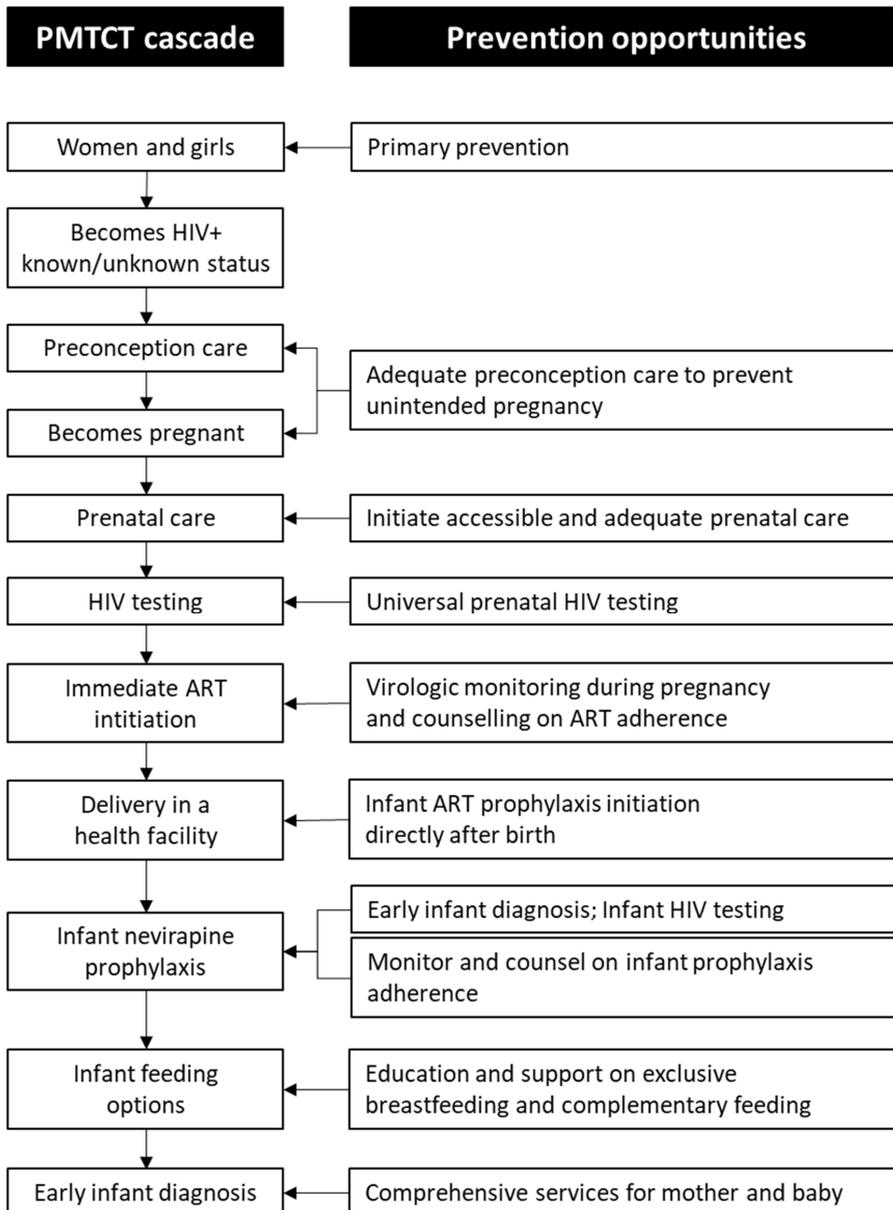 PMTCT cascade
Prevention opportunities
Women and girls
Primary prevention
Becomes HIV+
known/unknown status
Preconception care
Adequate preconception care to prevent
unintended pregnancy
Becomes pregnant
Prenatal care
Initiate accessible and adequate prenatal care
HIV testing
Universal prenatal HIV testing
Immediate ART
intitiation
Virologic monitoring during pregnancy
and counselling on ART adherence
Delivery in a
health facility
Infant ART prophylaxis initiation
directly after birth
Infant nevirapine
prophylaxis
Early infant diagnosis; Infant HIV testing
Monitor and counsel on infant prophylaxis
adherence
Infant feeding
options
Education and support on exclusive
breastfeeding and complementary feeding
Early infant diagnosis
Comprehensive services for mother and baby